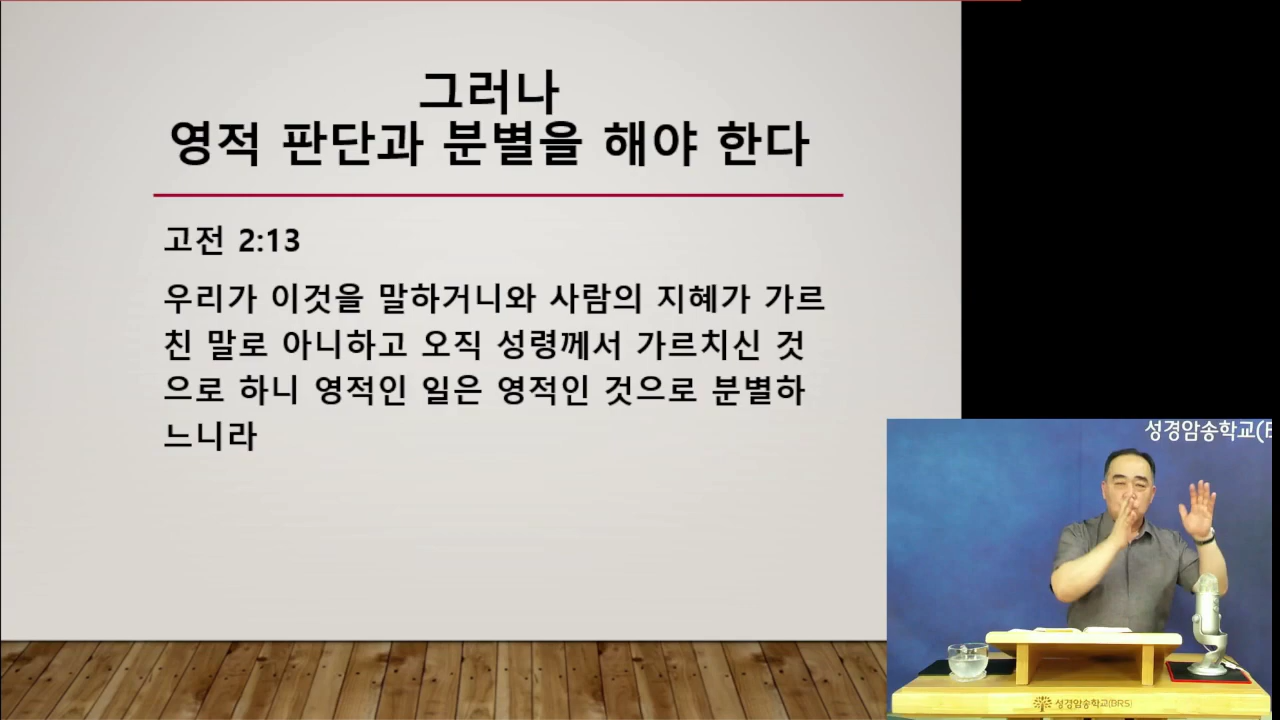 그러나
영적 판단과 분별을 해야 한다
고전 2:13
우리가 이것을 말하거니와 사람의 지혜가 가르
친 말로 아니하고 오직 성령께서 가르치신 것
으로 하니 영적인 일은 영적인 것으로 분별하
느니라
성경암송학교(B
성경암송학교(BRS)